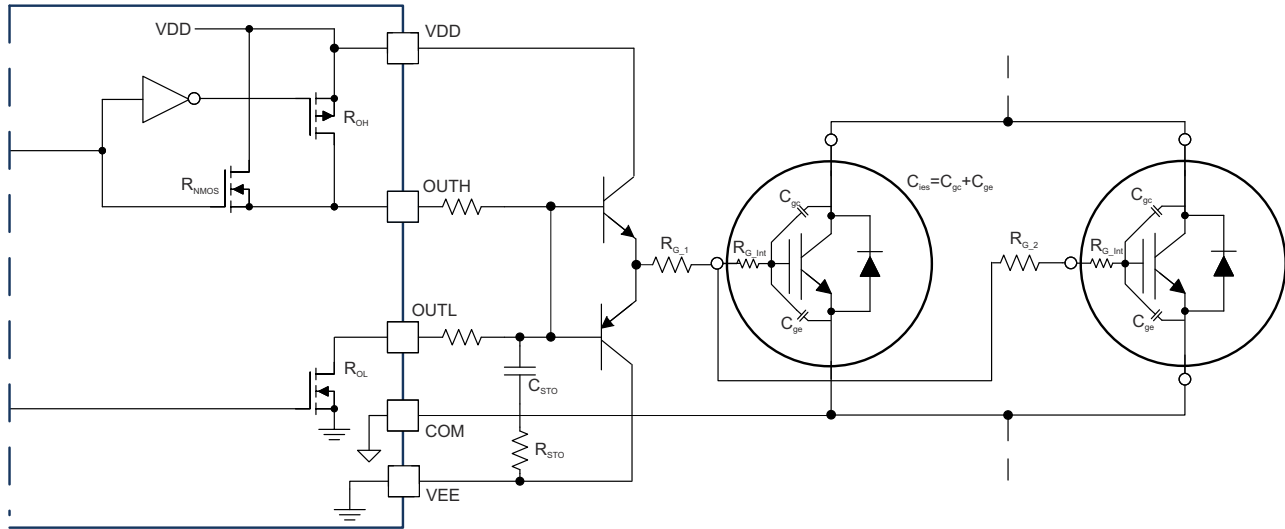 VDD
VDD
R_OH
R_NMOS
OUTH
C_ies=C_gc+C_ge
C_gc
C_gc
R_G_1
R_G_Int
R_G_2
R_G_Int
OUTL
C_ge
C_ge
R_OL
C_STO
COM
R_STO
VEE